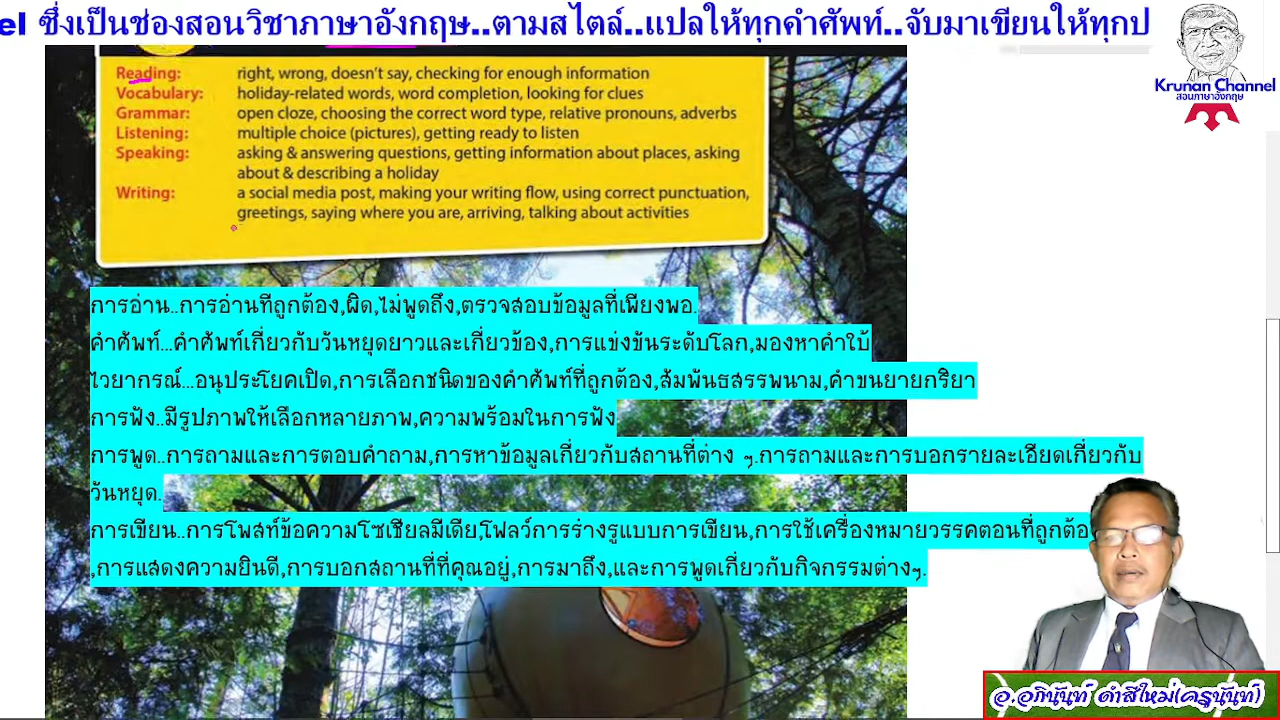 el ซึ่งเป็นช่องสอนวิชาภาษาอังกฤษ..ตามสไตล์..แปลให้ทุกคำศัพท์..จับมาเขียนให้ทุกป
Krunan Channel
สอนภาษาอังกฤษ
Reading: right, wrong, doesn't say, checking for enough information
Vocabulary: holiday-related words, word completion, looking for clues
Grammar: open cloze, choosing the correct word type, relative pronouns, adverbs
Listening: multiple choice (pictures), getting ready to listen
Speaking: asking & answering questions, getting information about places, asking
about & describing a holiday
Writing: a social media post, making your writing flow, using correct punctuation,
greetings, saying where you are, arriving, talking about activities
การอ่าน..การอ่านทีถูกต้อง,ผิด,ไม่พูดถึง,ตรวจสอบข้อมูลที่เพียงพอ.
คำศัพท์...คำศัพท์เกี่ยวกับวันหยุดยาวและเกี่ยวข้อง,การแข่งขันระดับโลก,มองหาคำใบ้
ไวยากรณ์...อนุประโยคเปิด,การเลือกชนิดของคำศัพท์ที่ถูกต้อง,สัมพันธสรรพนาม,คำขนยายกริยา
การฟัง..มีรูปภาพให้เลือกหลายภาพ,ความพร้อมในการฟัง
การพูด..การถามและการตอบคำถาม,การหาข้อมูลเกี่ยวกับสถานที่ต่าง ๆ.การถามและการบอกรายละเอียดเกี่ยวกับ
วันหยุด.
การเขียน..การโพสท์ข้อความโซเชียลมีเดีย,โฟลว์การร่างรูแบบการเขียน,การใช้เครื่องหมายวรรคตอนที่ถูกต้อ
,การแสดงความยินดี,การบอกสถานที่ที่คุณอยู่,การมาถึง,และการพูดเกี่ยวกับกิจกรรมต่างๆ.
อ.อภินันท์ ดำสีใหม่(ครูนันท์)